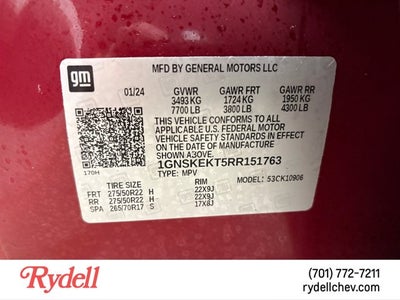 gm
MFD BY GENERAL MOTORS LLC
01/24 GVWR GAWR FRT GAWR RR
3493 KG 1724 KG 1950 KG
7700 LB 3800 LB 4300 LB
THIS VEHICLE CONFORMS TO ALL
APPLICABLE U.S. FEDERAL MOTOR
VEHICLE SAFETY STANDARDS IN EFFECT
ON THE DATE OF MANUFACTURE
SHOWN ABOVE.
1GNSKEKT5RR151763
170H TYPE: MPV
TIRE SIZE RIM MODEL: 53CK10906
FRT 275/50R22 H 22X9J
RR 275/50R22 H 22X9J
SPA 265/70R17 S 17X8J
Rydell
(701) 772-7211
rydellchev.com